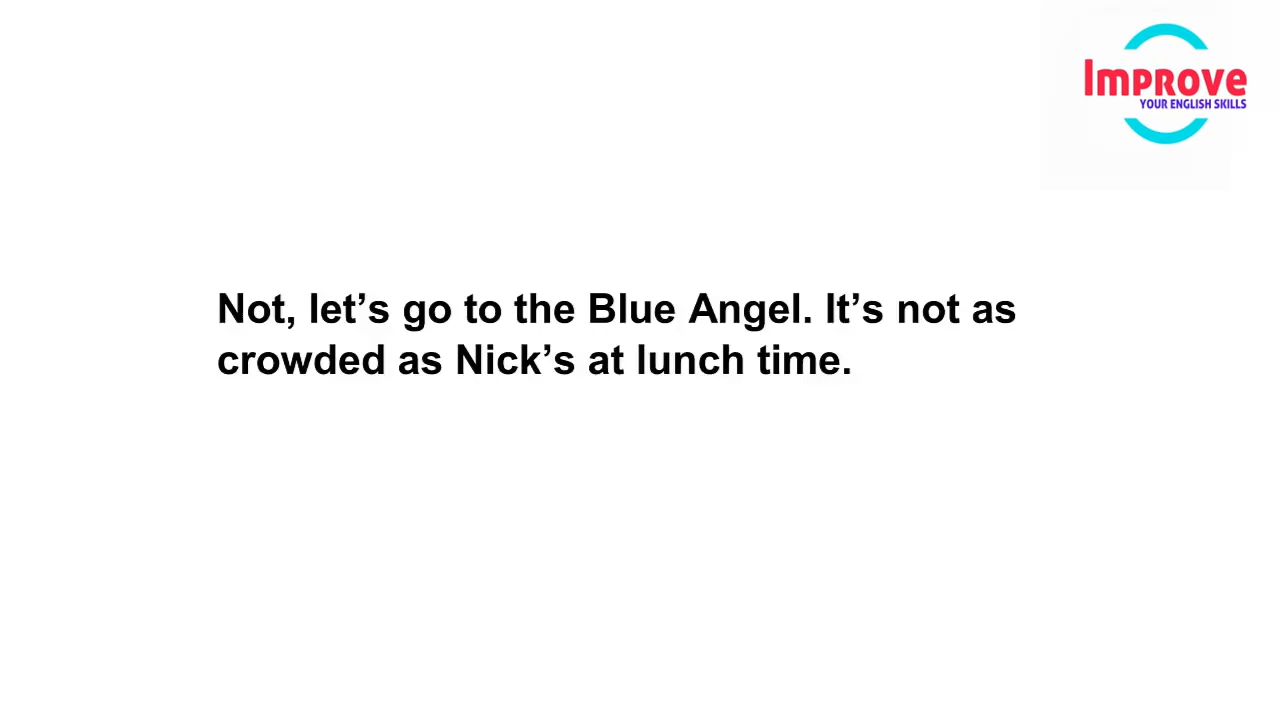 Improve
YOUR ENGLISH SKILLS
Not, let’s go to the Blue Angel. It’s not as
crowded as Nick’s at lunch time.